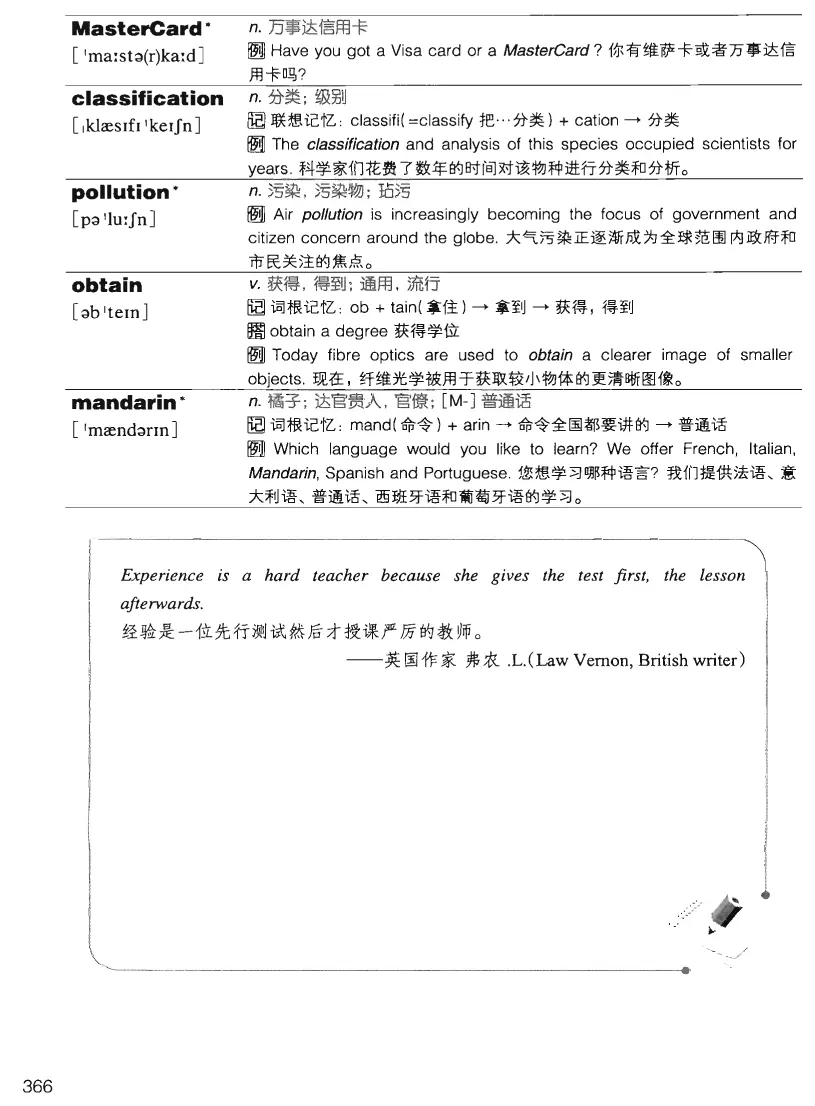 MasterCard* n. 万事达信用卡
[ˈmɑːstə(r)kɑːd] 例 Have you got a Visa card or a MasterCard? 你有维萨卡或者万事达信
用卡吗?
classification n. 分类; 级别
[ˌklæsɪfɪˈkeɪʃn] 记 联想记忆: classifi(=classify 把…分类) + cation → 分类
例 The classification and analysis of this species occupied scientists for
years. 科学家们花费了数年的时间对该物种进行分类和分析。
pollution* n. 污染, 污染物; 玷污
[pəˈluːʃn] 例 Air pollution is increasingly becoming the focus of government and
citizen concern around the globe. 大气污染正逐渐成为全球范围内政府和
市民关注的焦点。
obtain v. 获得, 得到; 通用, 流行
[əbˈteɪn] 记 词根记忆: ob + tain(拿住) → 拿到 → 获得, 得到
搭 obtain a degree 获得学位
例 Today fibre optics are used to obtain a clearer image of smaller
objects. 现在, 纤维光学被用于获取较小物体的更清晰图像。
mandarin* n. 橘子; 达官贵人, 官僚; [M-] 普通话
[ˈmændərɪn] 记 词根记忆: mand(命令) + arin → 命令全国都要讲的 → 普通话
例 Which language would you like to learn? We offer French, Italian,
Mandarin, Spanish and Portuguese. 您想学习哪种语言? 我们提供法语、意
大利语、普通话、西班牙语和葡萄牙语的学习。
Experience is a hard teacher because she gives the test first, the lesson
afterwards.
经验是一位先行测试然后才授课严厉的教师。
——英国作家 弗农 .L.(Law Vernon, British writer)
366